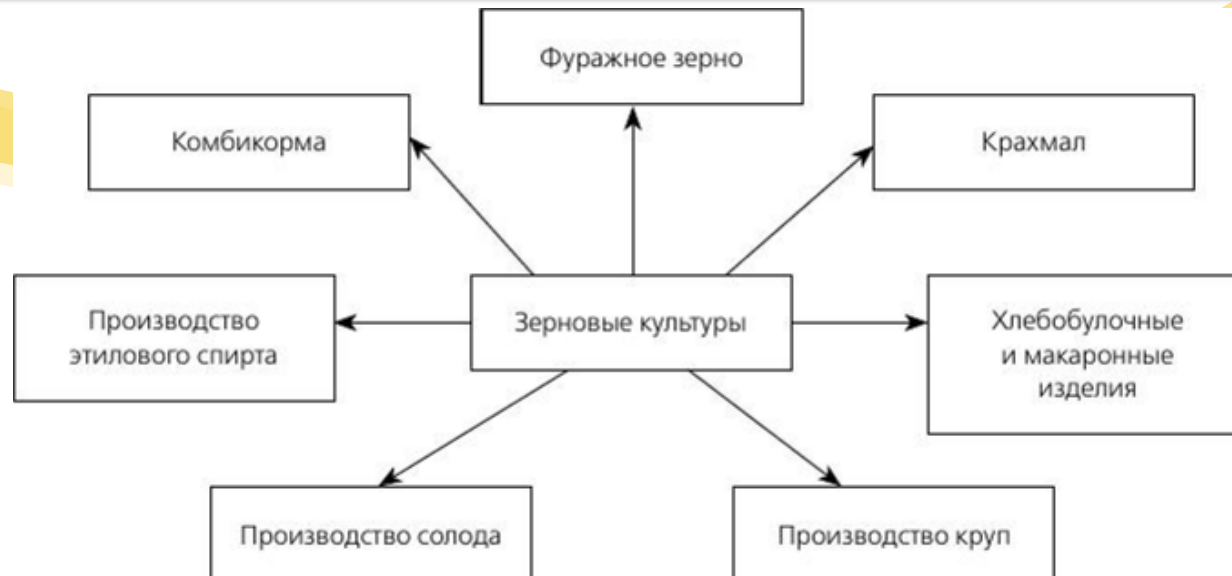 Фуражное зерно
Комбикорма
Крахмал
Производство
этилового спирта
Зерновые культуры
Хлебобулочные
и макаронные
изделия
Производство солода
Производство круп